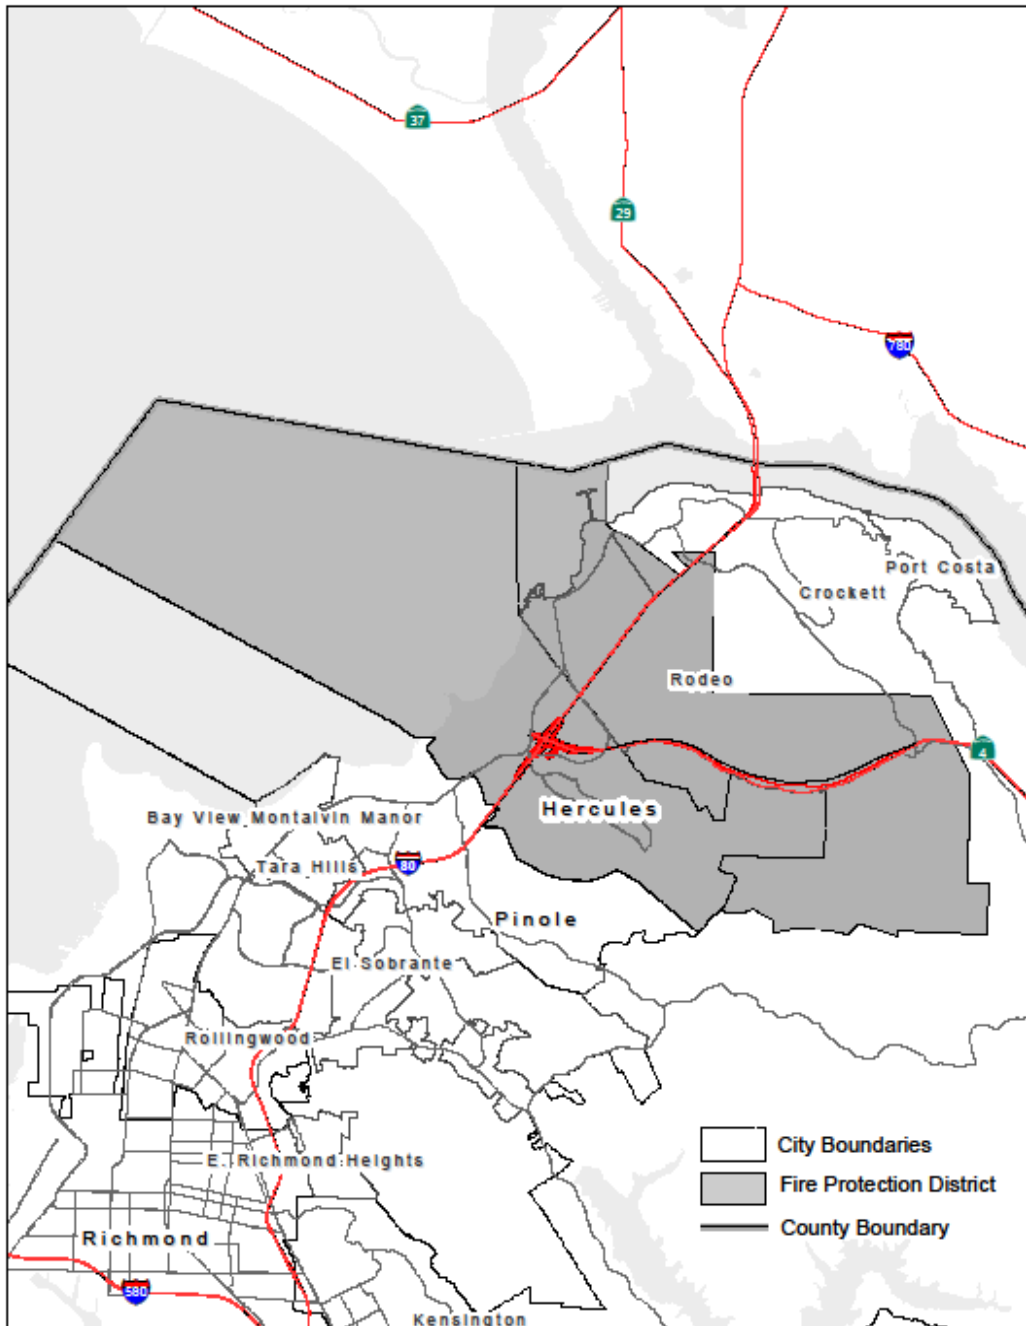 37
29
780
Port Costa
Crockett
Rodeo
4
Hercules
Bay View Montalvin Manor
Tara Hills
80
Pinole
El Sobrante
Rollingwood
City Boundaries
E. Richmond Heights
Fire Protection District
County Boundary
Richmond
580
Kensington